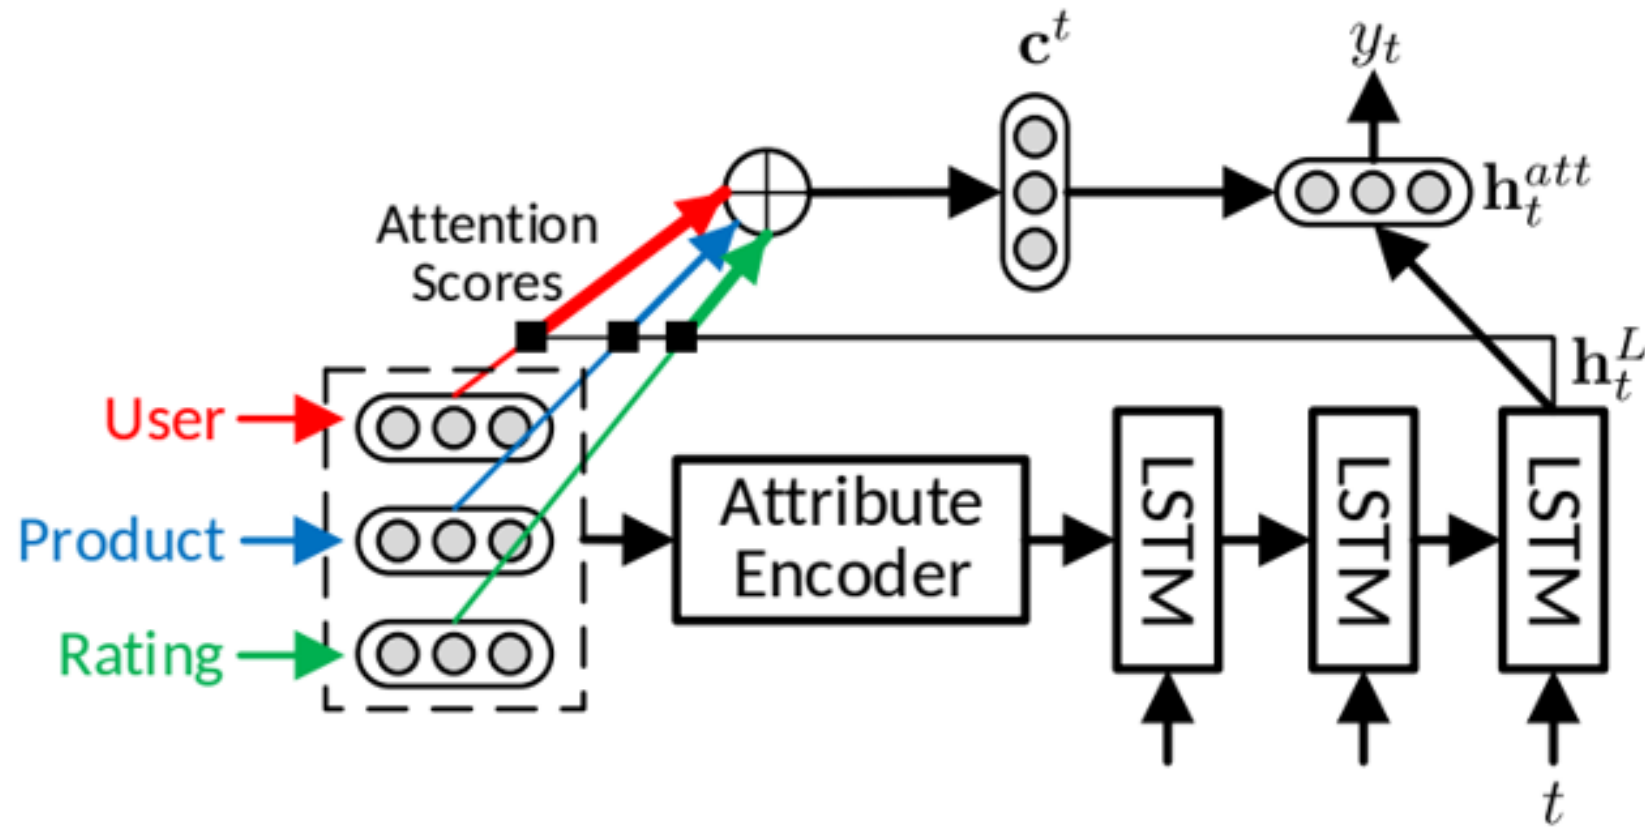 c^t
y_t
h_t^{att}
Attention
Scores
h_t^L
User
Product
Rating
Attribute
Encoder
LSTM
LSTM
LSTM
t